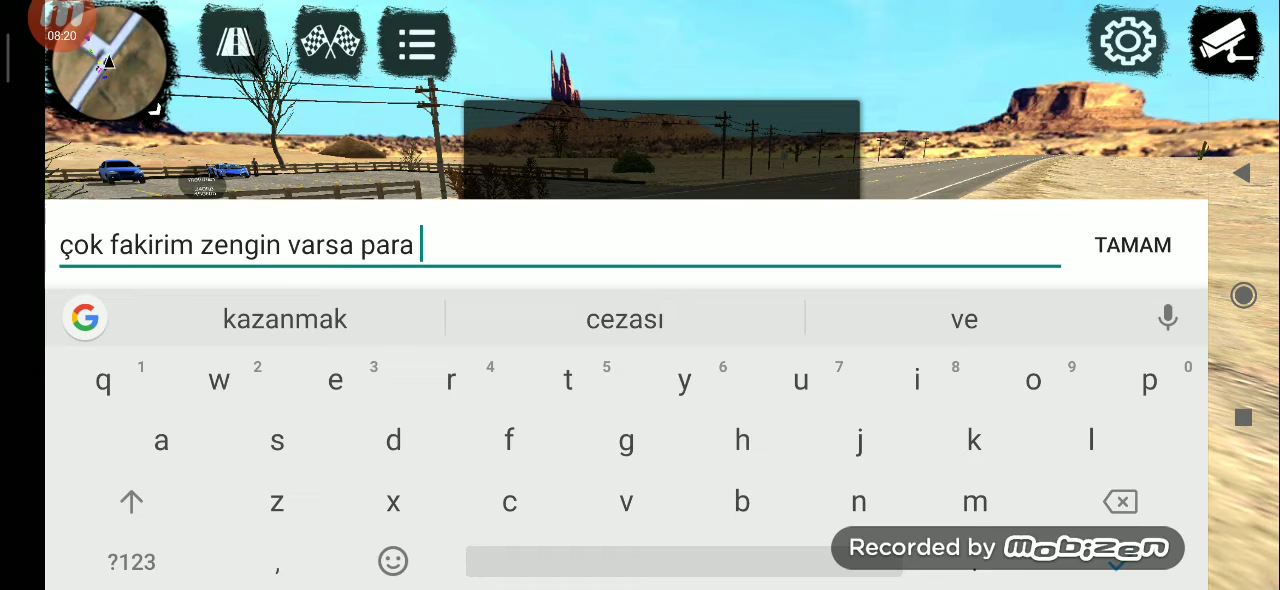 08:20
çok fakirim zengin varsa para
TAMAM
kazanmak cezası ve
q 1 w 2 e 3 r 4 t 5 y 6 u 7 i 8 o 9 p 0
a s d f g h j k l
z x c v b n m
?123 , .
Recorded by mobizen